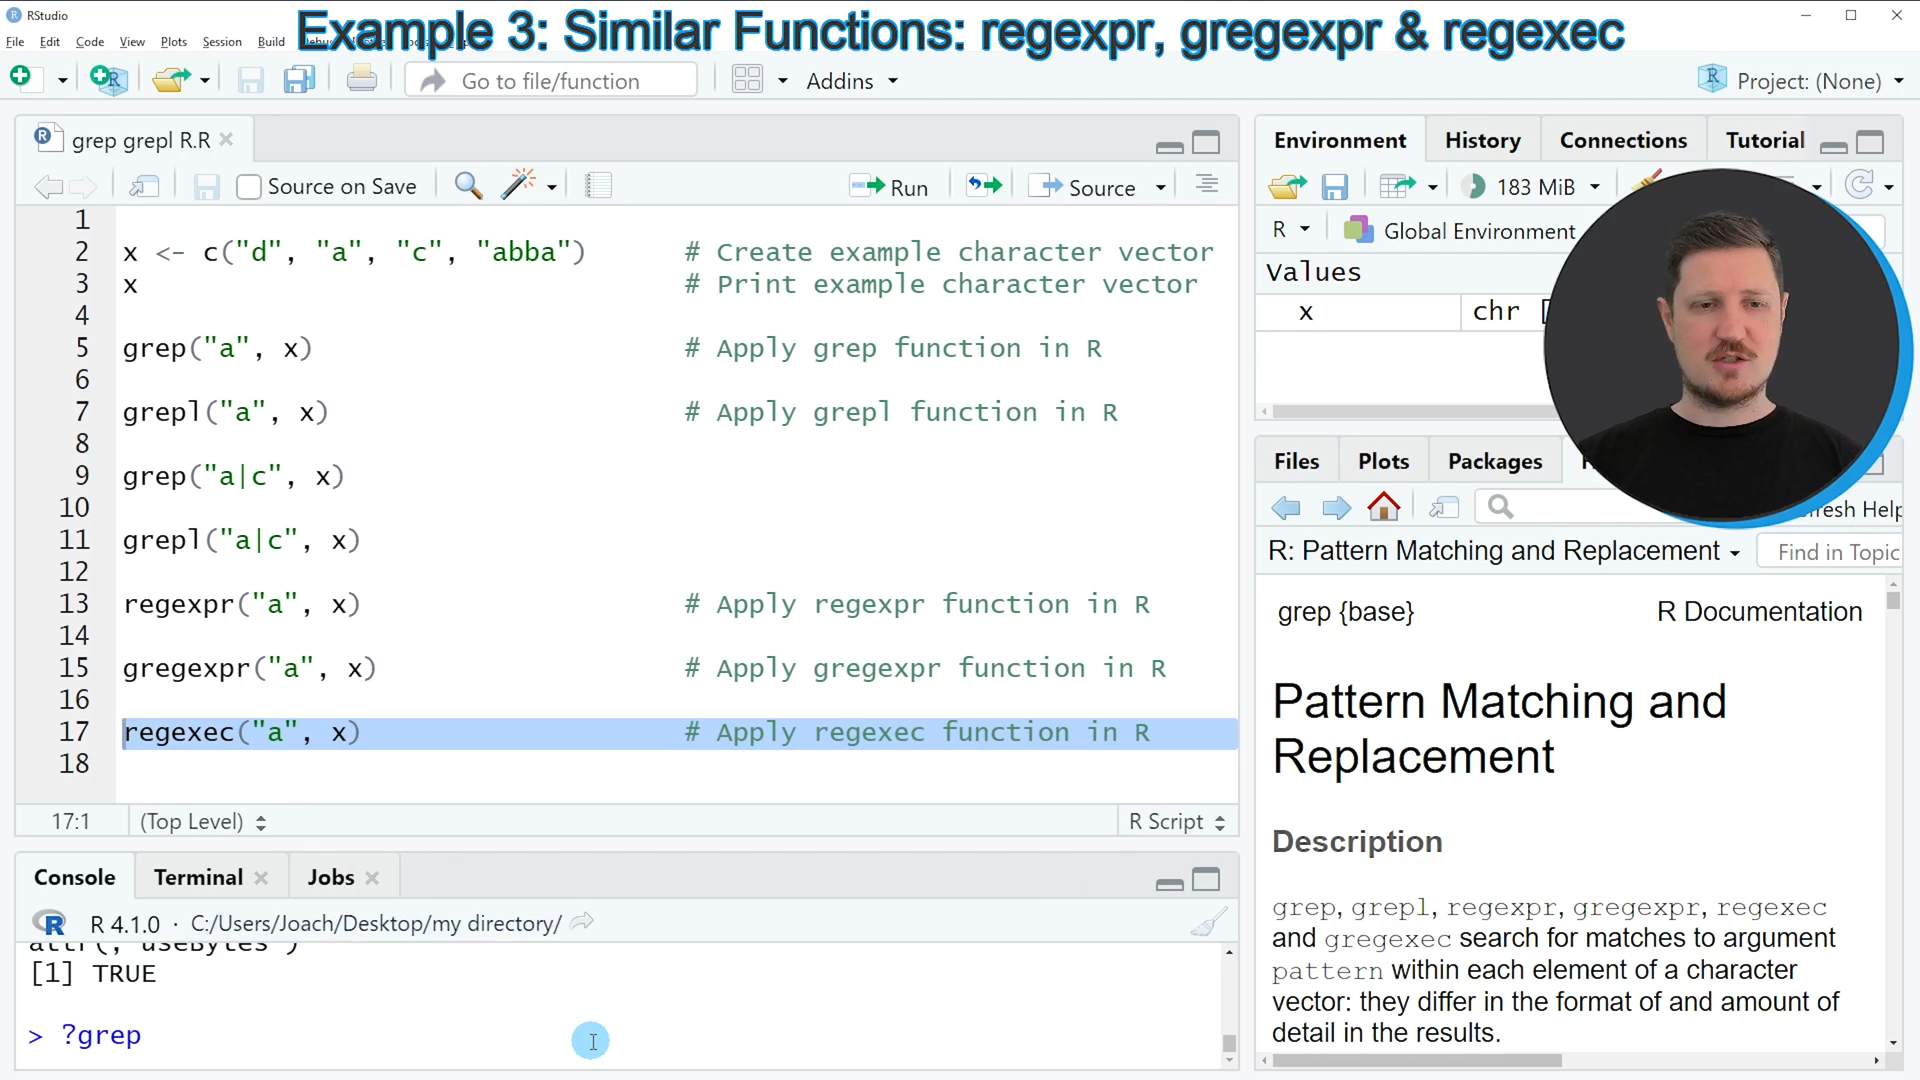 RStudio
Example 3: Similar Functions: regexpr, gregexpr & regexec
File Edit Code View Plots Session Build
Go to file/function
Addins
Project: (None)
grep grepl R.R
Source on Save
Run
Source
1
2 x <- c("d", "a", "c", "abba") # Create example character vector
3 x # Print example character vector
4
5 grep("a", x) # Apply grep function in R
6
7 grepl("a", x) # Apply grepl function in R
8
9 grep("a|c", x)
10
11 grepl("a|c", x)
12
13 regexpr("a", x) # Apply regexpr function in R
14
15 gregexpr("a", x) # Apply gregexpr function in R
16
17 regexec("a", x) # Apply regexec function in R
18
17:1 (Top Level) R Script
Console Terminal Jobs
R 4.1.0 · C:/Users/Joach/Desktop/my directory/
attr(,"useBytes")
[1] TRUE
> ?grep
Environment History Connections Tutorial
183 MiB
R Global Environment
Values
x chr [
Files Plots Packages
fresh Help
R: Pattern Matching and Replacement Find in Topic
grep {base} R Documentation
Pattern Matching and
Replacement
Description
grep, grepl, regexpr, gregexpr, regexec
and gregexec search for matches to argument
pattern within each element of a character
vector: they differ in the format of and amount of
detail in the results.